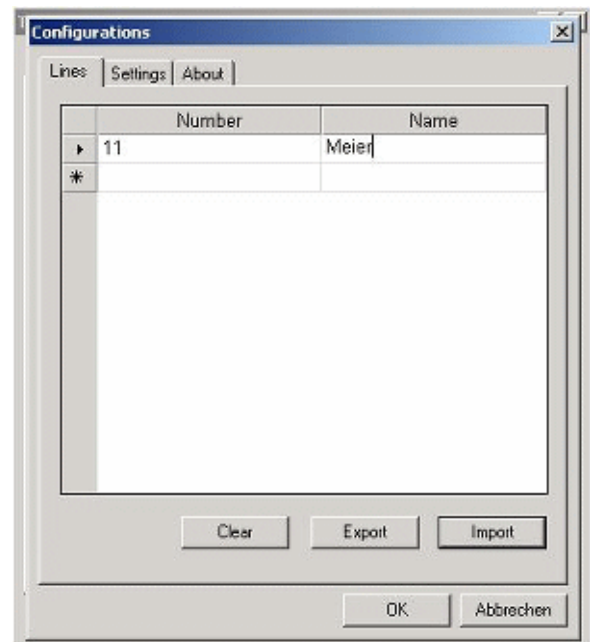 Configurations
Lines Settings About
Number Name
11 Meier
Clear Export Import
OK Abbrechen